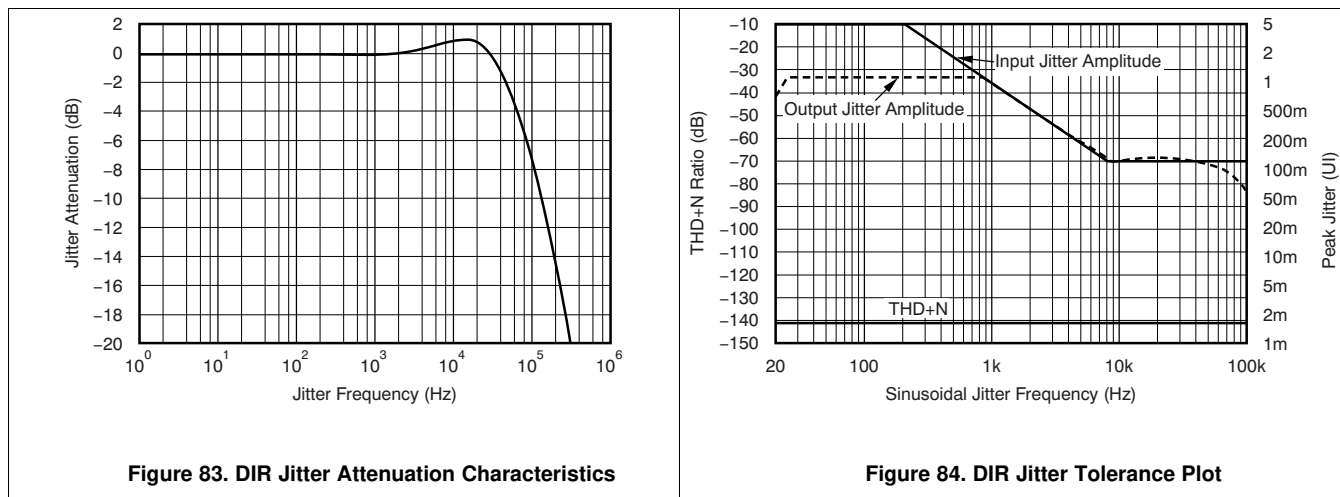 2
0
−2
−4
−6
−8
−10
−12
−14
−16
−18
−20
Jitter Attenuation (dB)
10^0 10^1 10^2 10^3 10^4 10^5 10^6
Jitter Frequency (Hz)
Figure 83. DIR Jitter Attenuation Characteristics
−10
−20
−30
−40
−50
−60
−70
−80
−90
−100
−110
−120
−130
−140
−150
THD+N Ratio (dB)
Input Jitter Amplitude
Output Jitter Amplitude
THD+N
5
2
1
500m
200m
100m
50m
20m
10m
5m
2m
1m
Peak Jitter (UI)
20 100 1k 10k 100k
Sinusoidal Jitter Frequency (Hz)
Figure 84. DIR Jitter Tolerance Plot